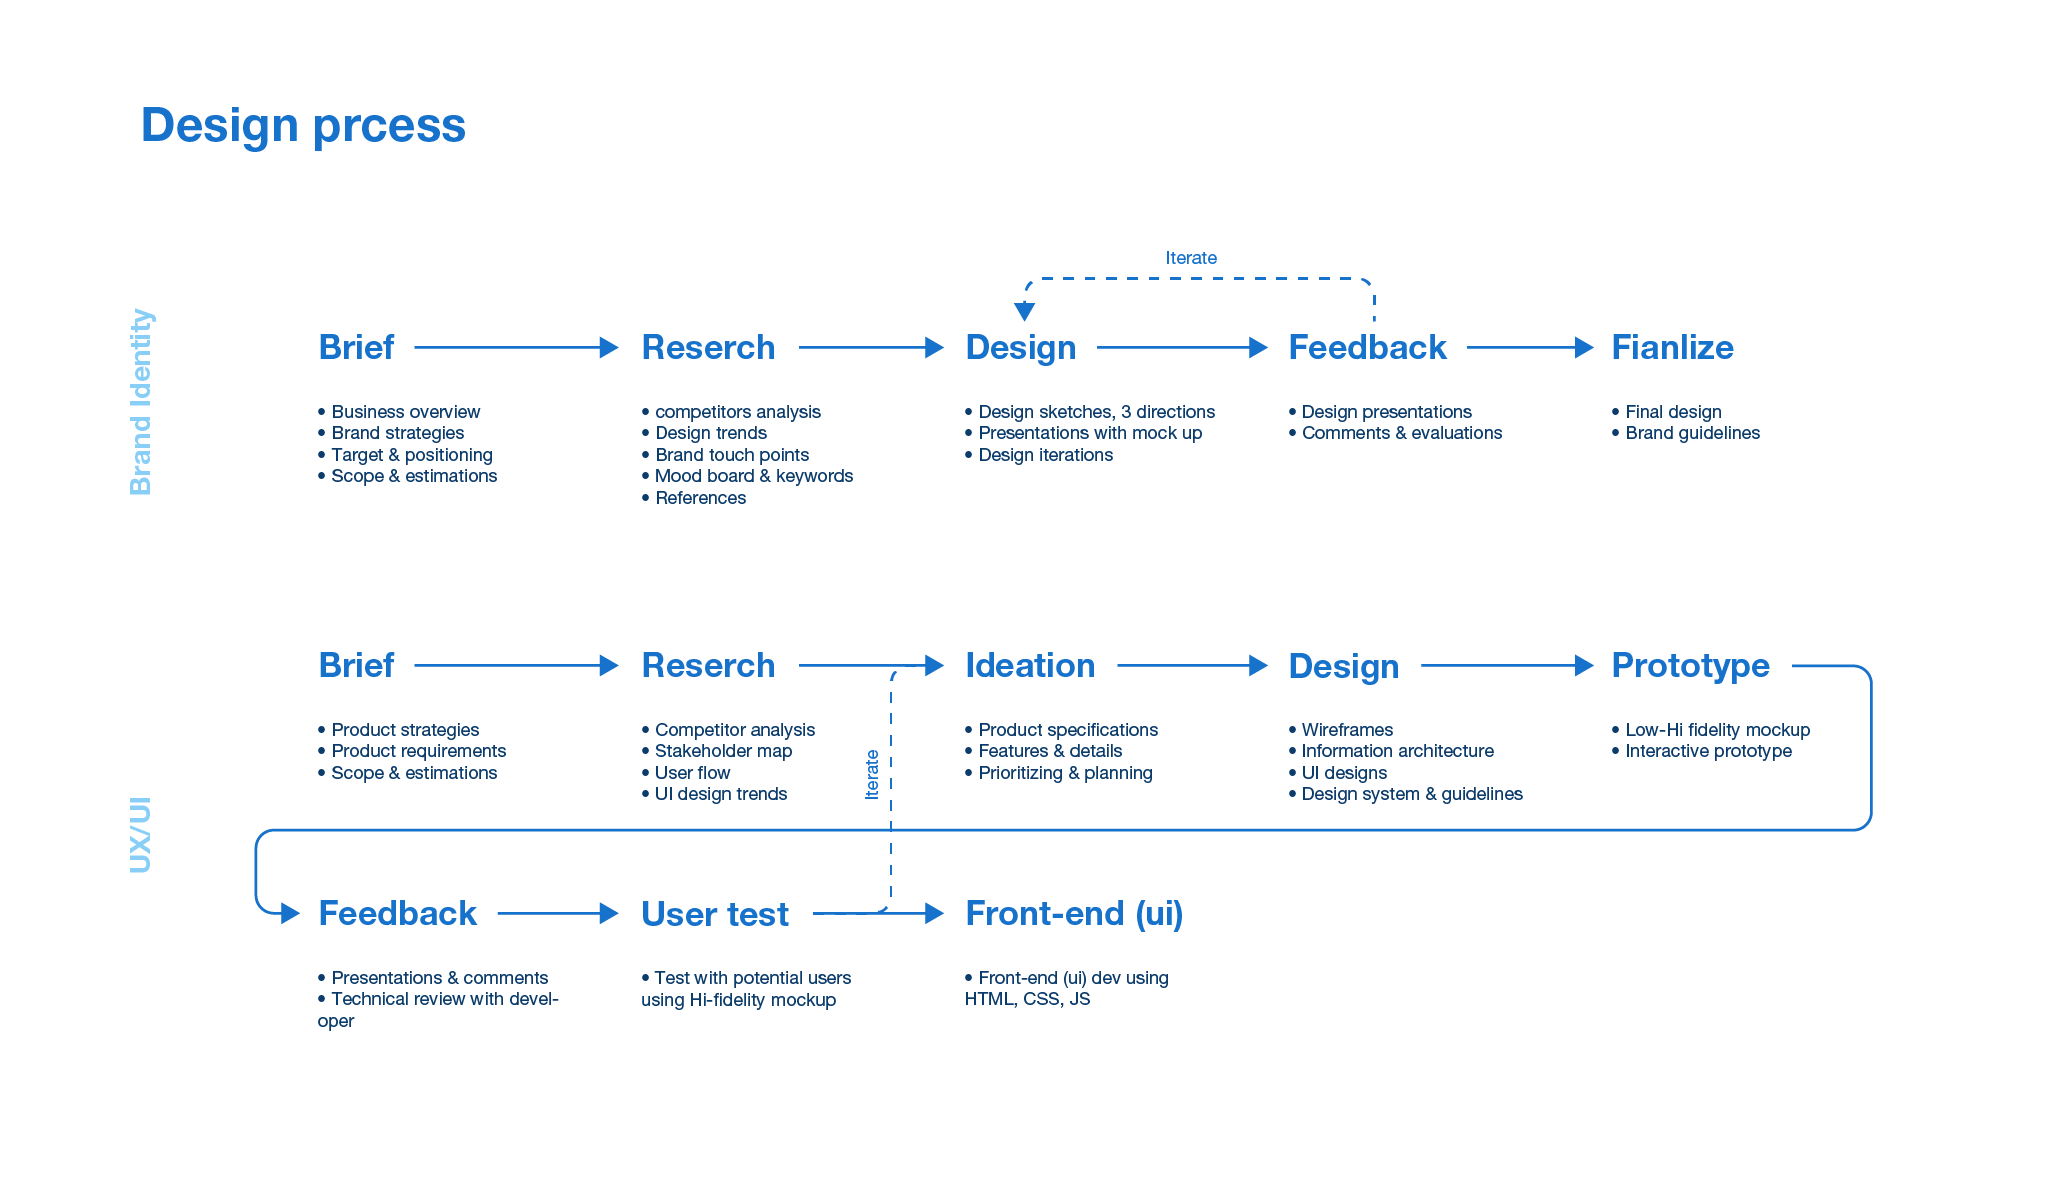 Design prcess
Brand Identity
Iterate
Brief
Reserch
Design
Feedback
Fianlize
• Business overview
• Brand strategies
• Target & positioning
• Scope & estimations
• competitors analysis
• Design trends
• Brand touch points
• Mood board & keywords
• References
• Design sketches, 3 directions
• Presentations with mock up
• Design iterations
• Design presentations
• Comments & evaluations
• Final design
• Brand guidelines
UX/UI
Brief
Reserch
Ideation
Design
Prototype
• Product strategies
• Product requirements
• Scope & estimations
• Competitor analysis
• Stakeholder map
• User flow
• UI design trends
Iterate
• Product specifications
• Features & details
• Prioritizing & planning
• Wireframes
• Information architecture
• UI designs
• Design system & guidelines
• Low-Hi fidelity mockup
• Interactive prototype
Feedback
User test
Front-end (ui)
• Presentations & comments
• Technical review with devel-
oper
• Test with potential users
using Hi-fidelity mockup
• Front-end (ui) dev using
HTML, CSS, JS